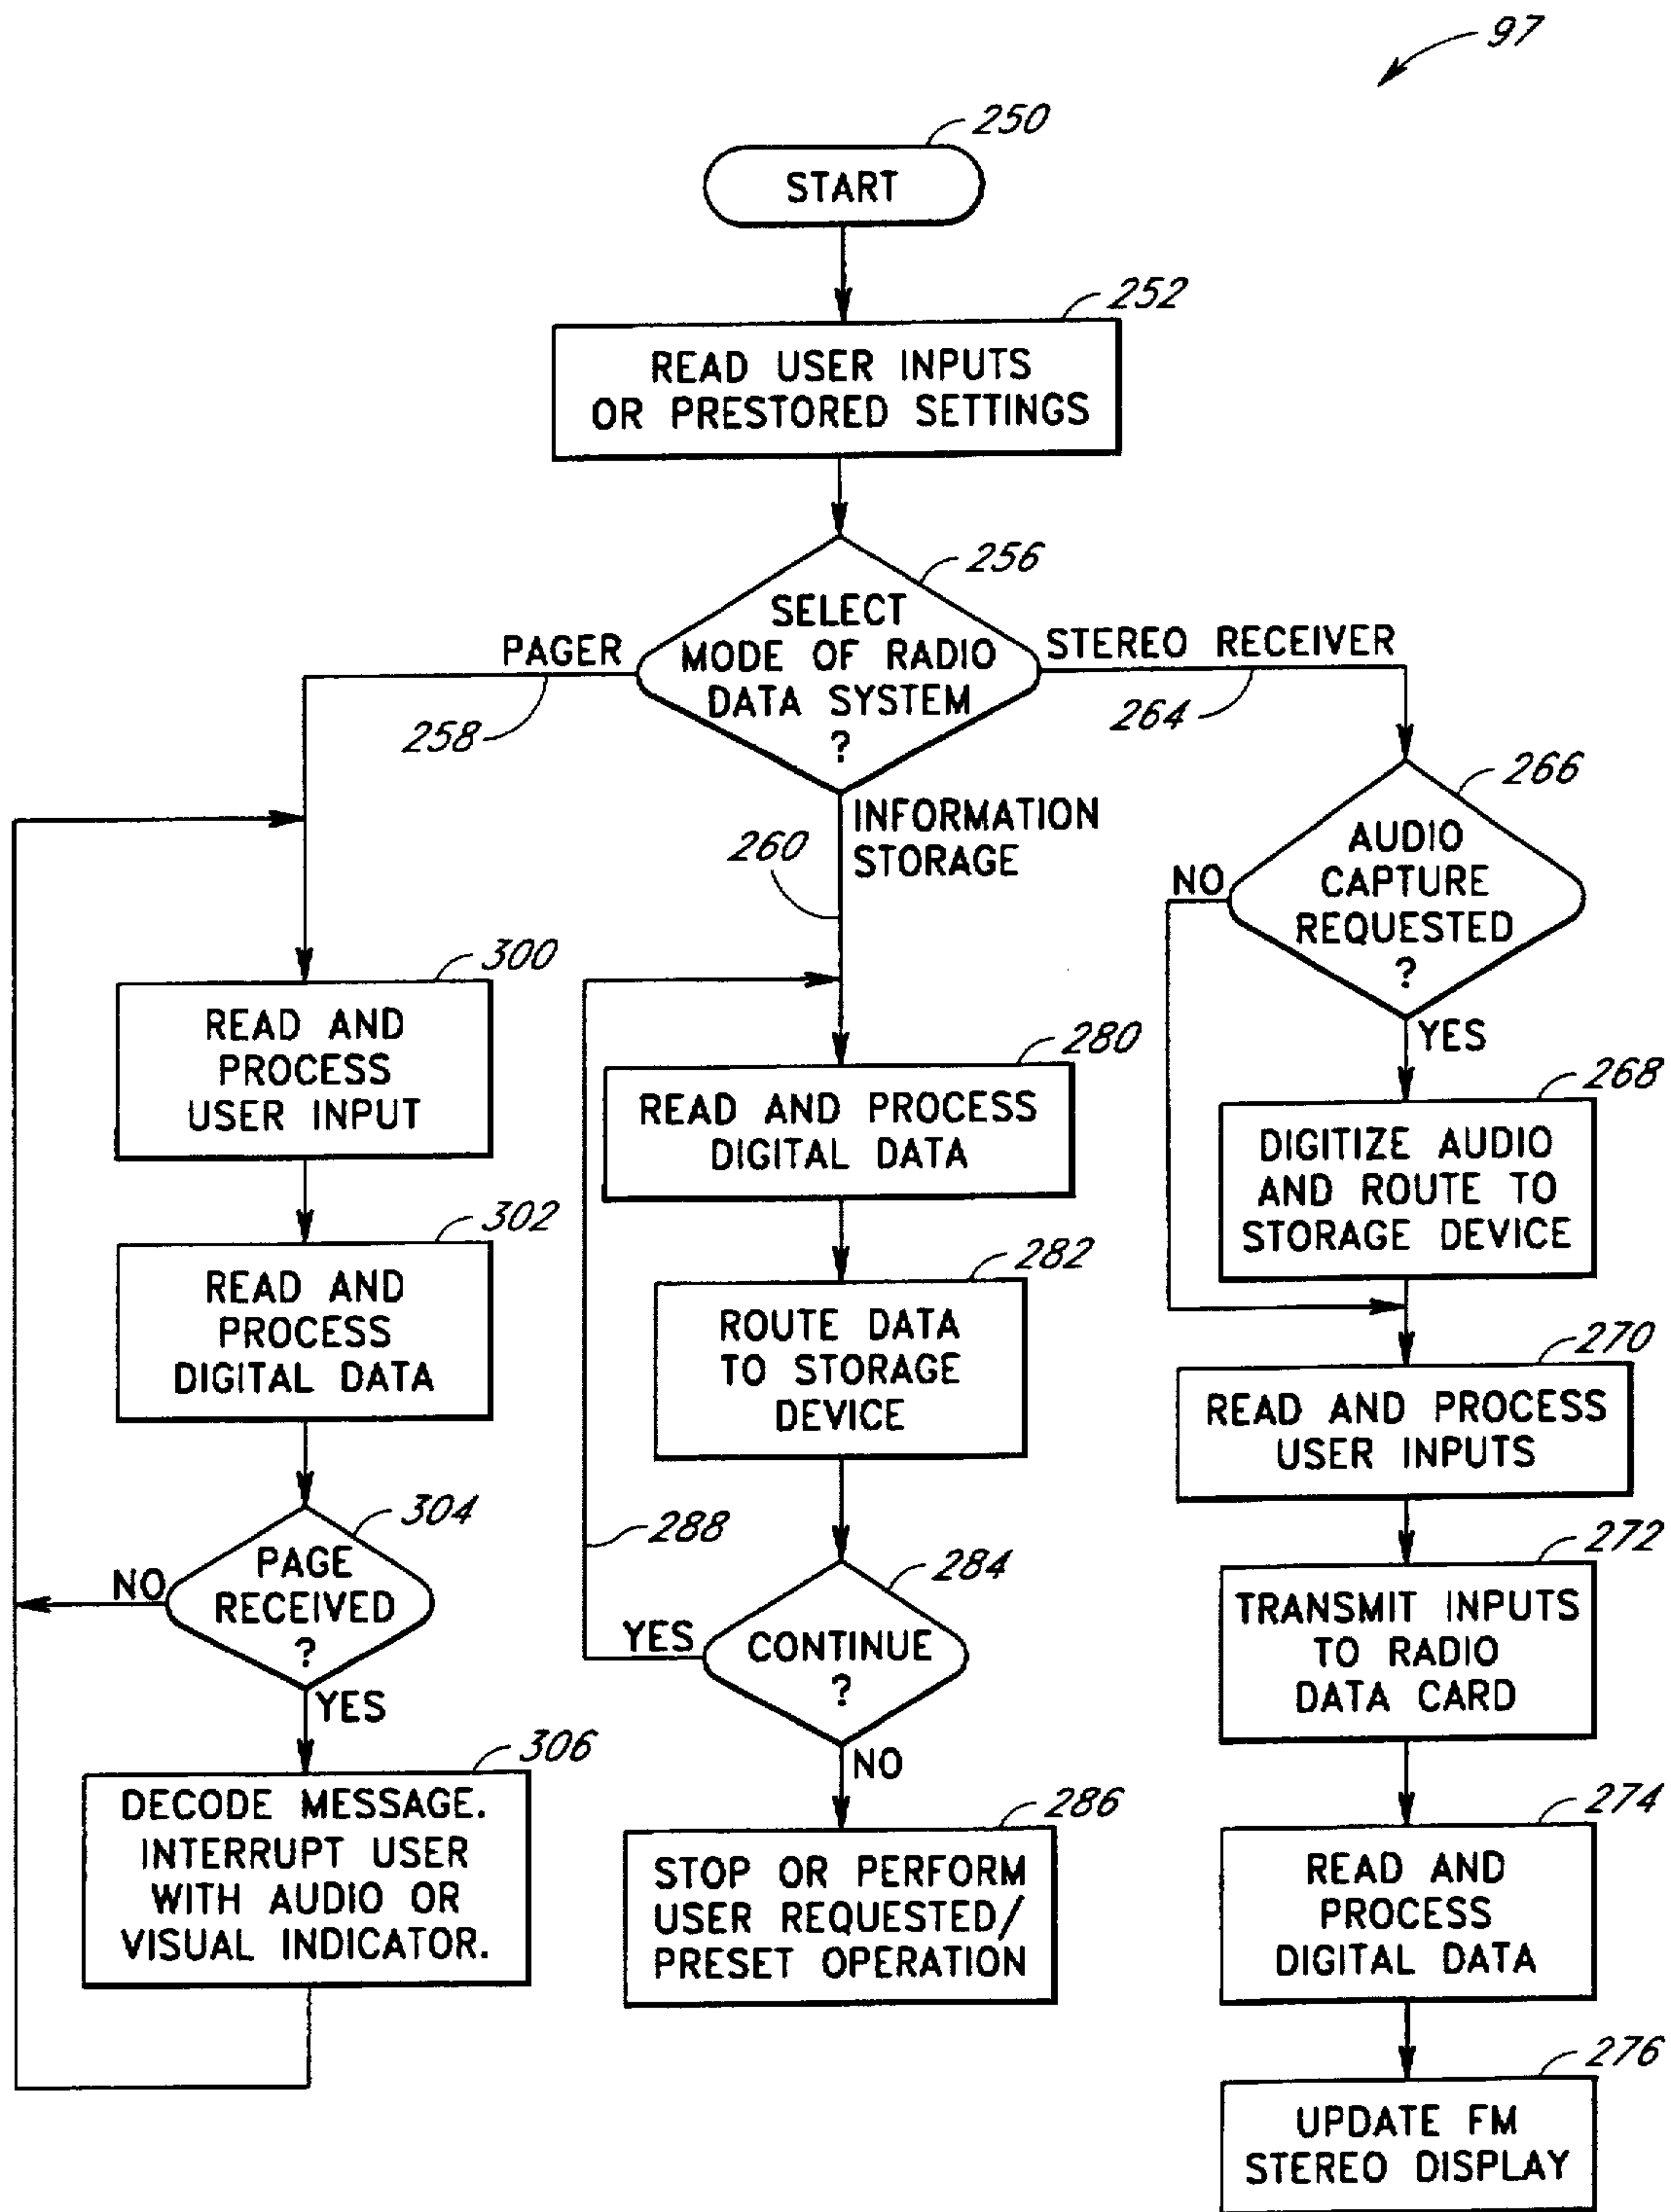 97
250
START
252
READ USER INPUTS
OR PRESTORED SETTINGS
256
SELECT
MODE OF RADIO
DATA SYSTEM
?
PAGER
258
INFORMATION
STORAGE
260
STEREO RECEIVER
264
300
READ AND
PROCESS
USER INPUT
302
READ AND
PROCESS
DIGITAL DATA
304
PAGE
RECEIVED
?
NO
YES
306
DECODE MESSAGE.
INTERRUPT USER
WITH AUDIO OR
VISUAL INDICATOR.
280
READ AND PROCESS
DIGITAL DATA
282
ROUTE DATA
TO STORAGE
DEVICE
288
284
CONTINUE
?
YES
NO
286
STOP OR PERFORM
USER REQUESTED/
PRESET OPERATION
266
AUDIO
CAPTURE
REQUESTED
?
NO
YES
268
DIGITIZE AUDIO
AND ROUTE TO
STORAGE DEVICE
270
READ AND PROCESS
USER INPUTS
272
TRANSMIT INPUTS
TO RADIO
DATA CARD
274
READ AND
PROCESS
DIGITAL DATA
276
UPDATE FM
STEREO DISPLAY